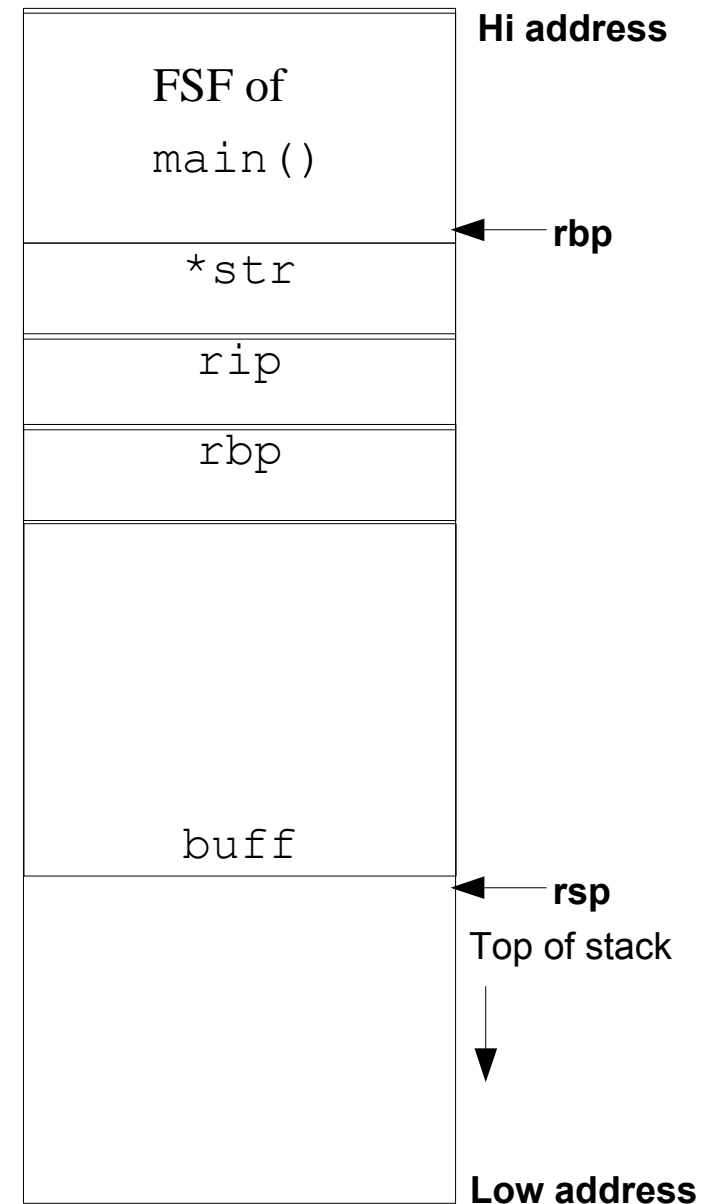 Hi address
FSF of
main()
rbp
*str
rip
rbp
buff
rsp
Top of stack
Low address